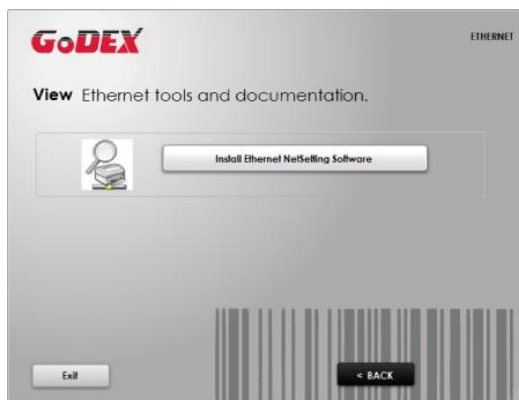 GoDEX
ETHERNET
View Ethernet tools and documentation.
Install Ethernet NetSetting Software
Exit
< BACK